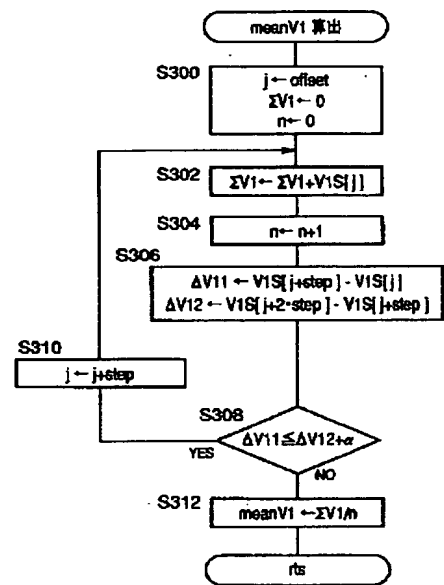 meanV1 算出
S300
j←offset
ΣV1←0
n←0
S302
ΣV1←ΣV1+V1S[j]
S304
n←n+1
S306
ΔV11←V1S[j+step]-V1S[j]
ΔV12←V1S[j+2・step]-V1S[j+step]
S310
j←j+step
S308
ΔV11≦ΔV12+α
YES
NO
S312
meanV1←ΣV1/n
rts